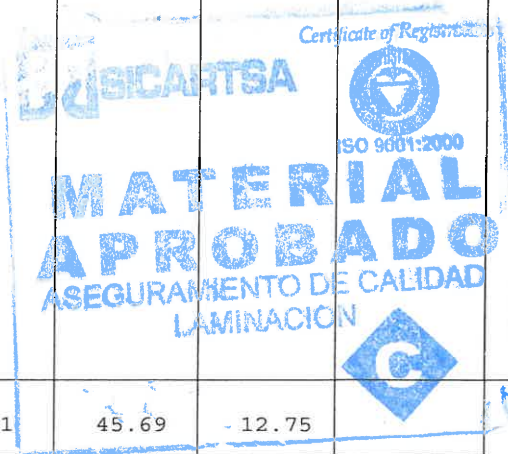 Certificate of Registration
SICARTSA
ISO 9001:2000
MATERIAL
APROBADO
ASEGURAMIENTO DE CALIDAD
LAMINACION
C
1 45.69 12.75